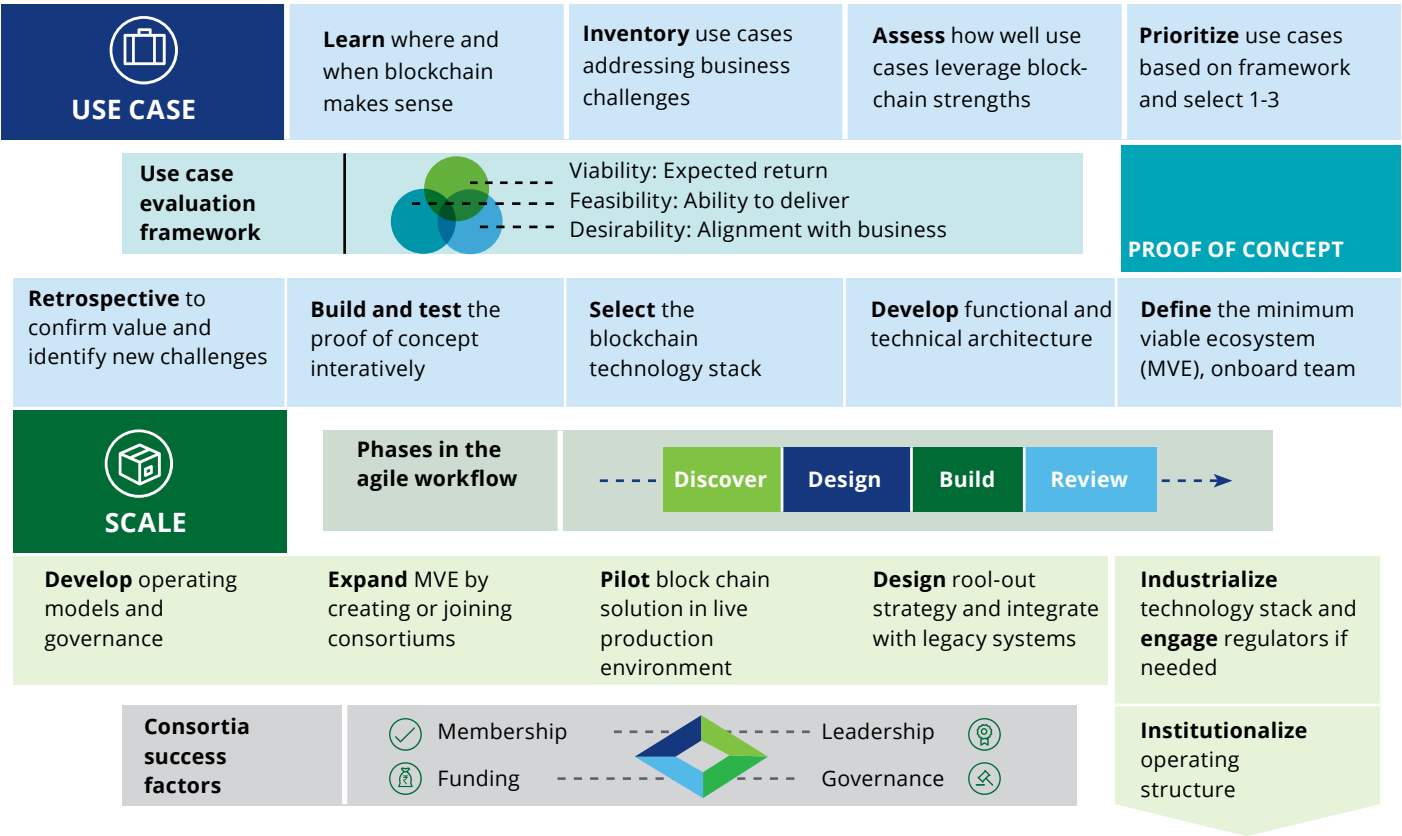 USE CASE
Learn where and
when blockchain
makes sense
Inventory use cases
addressing business
challenges
Assess how well use
cases leverage block-
chain strengths
Prioritize use cases
based on framework
and select 1-3
Use case
evaluation
framework
Viability: Expected return
Feasibility: Ability to deliver
Desirability: Alignment with business
PROOF OF CONCEPT
Retrospective to
confirm value and
identify new challenges
Build and test the
proof of concept
interatively
Select the
blockchain
technology stack
Develop functional and
technical architecture
Define the minimum
viable ecosystem
(MVE), onboard team
SCALE
Phases in the
agile workflow
Discover
Design
Build
Review
Develop operating
models and
governance
Expand MVE by
creating or joining
consortiums
Pilot block chain
solution in live
production
environment
Design rool-out
strategy and integrate
with legacy systems
Industrialize
technology stack and
engage regulators if
needed
Consortia
success
factors
Membership
Funding
₹
Leadership
Governance
Institutionalize
operating
structure